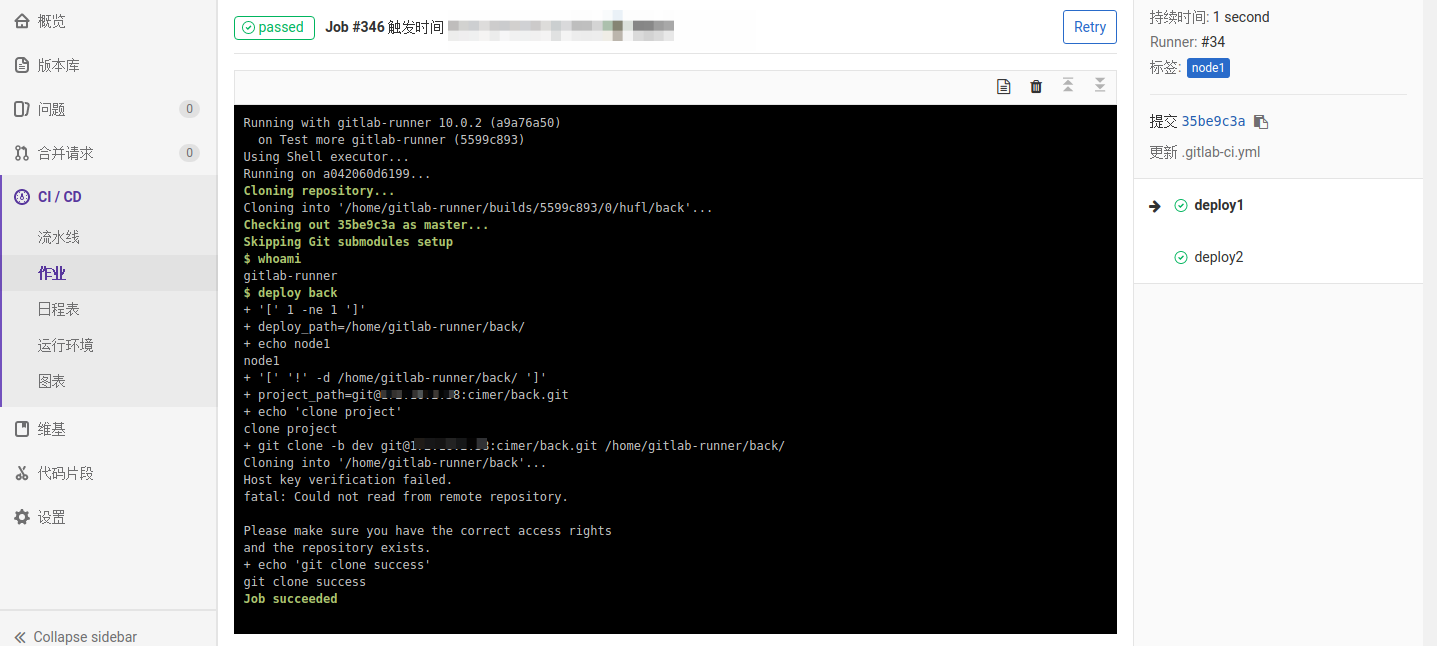 概览
版本库
问题 0
合并请求 0
CI / CD
流水线
作业
日程表
运行环境
图表
维基
代码片段
设置
Collapse sidebar
passed Job #346 触发时间
Retry
Running with gitlab-runner 10.0.2 (a9a76a50)
on Test more gitlab-runner (5599c893)
Using Shell executor...
Running on a042060d6199...
Cloning repository...
Cloning into '/home/gitlab-runner/builds/5599c893/0/hufl/back'...
Checking out 35be9c3a as master...
Skipping Git submodules setup
$ whoami
gitlab-runner
$ deploy back
+ '[' 1 -ne 1 ']'
+ deploy_path=/home/gitlab-runner/back/
+ echo node1
node1
+ '[' '!' -d /home/gitlab-runner/back/ ']'
+ project_path=git@ 8:cimer/back.git
+ echo 'clone project'
clone project
+ git clone -b dev git@ :cimer/back.git /home/gitlab-runner/back/
Cloning into '/home/gitlab-runner/back'...
Host key verification failed.
fatal: Could not read from remote repository.
Please make sure you have the correct access rights
and the repository exists.
+ echo 'git clone success'
git clone success
Job succeeded
持续时间: 1 second
Runner: #34
标签: node1
提交 35be9c3a
更新 .gitlab-ci.yml
deploy1
deploy2